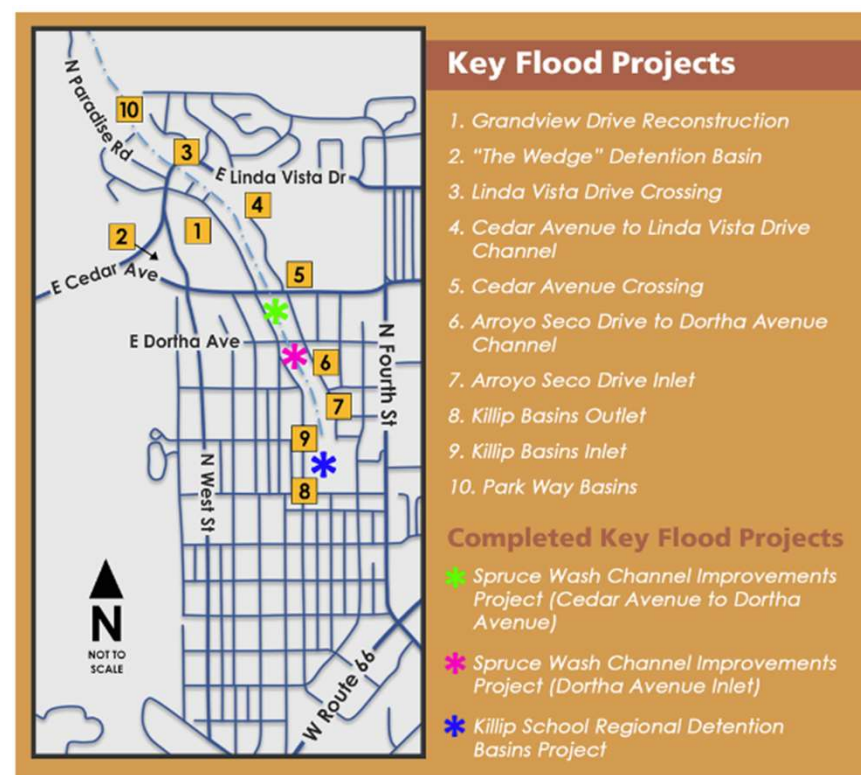 N Paradise Rd
10
3
E Linda Vista Dr
4
1
2
E Cedar Ave
5
E Dortha Ave
N Fourth St
6
7
9
8
N West St
N
NOT TO
SCALE
W Route 66
Key Flood Projects
1. Grandview Drive Reconstruction
2. “The Wedge” Detention Basin
3. Linda Vista Drive Crossing
4. Cedar Avenue to Linda Vista Drive
Channel
5. Cedar Avenue Crossing
6. Arroyo Seco Drive to Dortha Avenue
Channel
7. Arroyo Seco Drive Inlet
8. Killip Basins Outlet
9. Killip Basins Inlet
10. Park Way Basins
Completed Key Flood Projects
Spruce Wash Channel Improvements
Project (Cedar Avenue to Dortha
Avenue)
Spruce Wash Channel Improvements
Project (Dortha Avenue Inlet)
Killip School Regional Detention
Basins Project